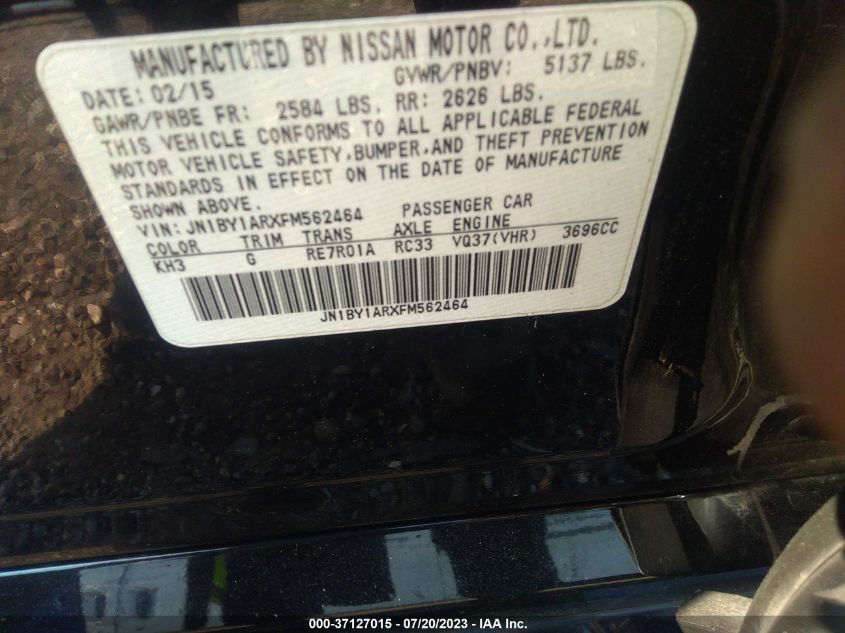 MANUFACTURED BY NISSAN MOTOR CO.,LTD.
DATE: 02/15 GVWR/PNBV: 5137 LBS.
GAWR/PNBE FR: 2584 LBS. RR: 2626 LBS.
THIS VEHICLE CONFORMS TO ALL APPLICABLE FEDERAL
MOTOR VEHICLE SAFETY,BUMPER,AND THEFT PREVENTION
STANDARDS IN EFFECT ON THE DATE OF MANUFACTURE
SHOWN ABOVE.
VIN: JN1BY1ARXFM562464 PASSENGER CAR
COLOR TRIM TRANS AXLE ENGINE
KH3 G RE7R01A RC33 VQ37(VHR) 3696CC
JN1BY1ARXFM562464
000-37127015 - 07/20/2023 - IAA Inc.